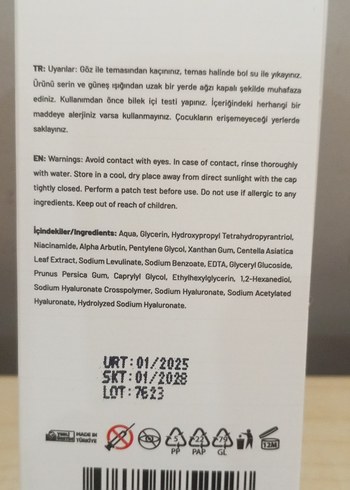 TR: Uyarılar: Göz ile temasından kaçınınız, temas halinde bol su ile yıkayınız.
Ürünü serin ve güneş ışığından uzak bir yerde ağzı kapalı şekilde muhafaza
ediniz. Kullanımdan önce bilek içi testi yapınız. İçeriğindeki herhangi bir
maddeye alerjiniz varsa kullanmayınız. Çocukların erişemeyeceği yerlerde
saklayınız.
EN: Warnings: Avoid contact with eyes. In case of contact, rinse thoroughly
with water. Store in a cool, dry place away from direct sunlight with the cap
tightly closed. Perform a patch test before use. Do not use if allergic to any
ingredients. Keep out of reach of children.
İçindekiler/Ingredients: Aqua, Glycerin, Hydroxypropyl Tetrahydropyrantriol,
Niacinamide, Alpha Arbutin, Pentylene Glycol, Xanthan Gum, Centella Asiatica
Leaf Extract, Sodium Levulinate, Sodium Benzoate, EDTA, Glyceryl Glucoside,
Prunus Persica Gum, Caprylyl Glycol, Ethylhexylglycerin, 1,2-Hexanediol,
Sodium Hyaluronate Crosspolymer, Sodium Hyaluronate, Sodium Acetylated
Hyaluronate, Hydrolyzed Sodium Hyaluronate.
URT:01/2025
SKT:01/2028
LOT:7623
MADE IN
TÜRKİYE
5 22 70 12M
PP PAP GL